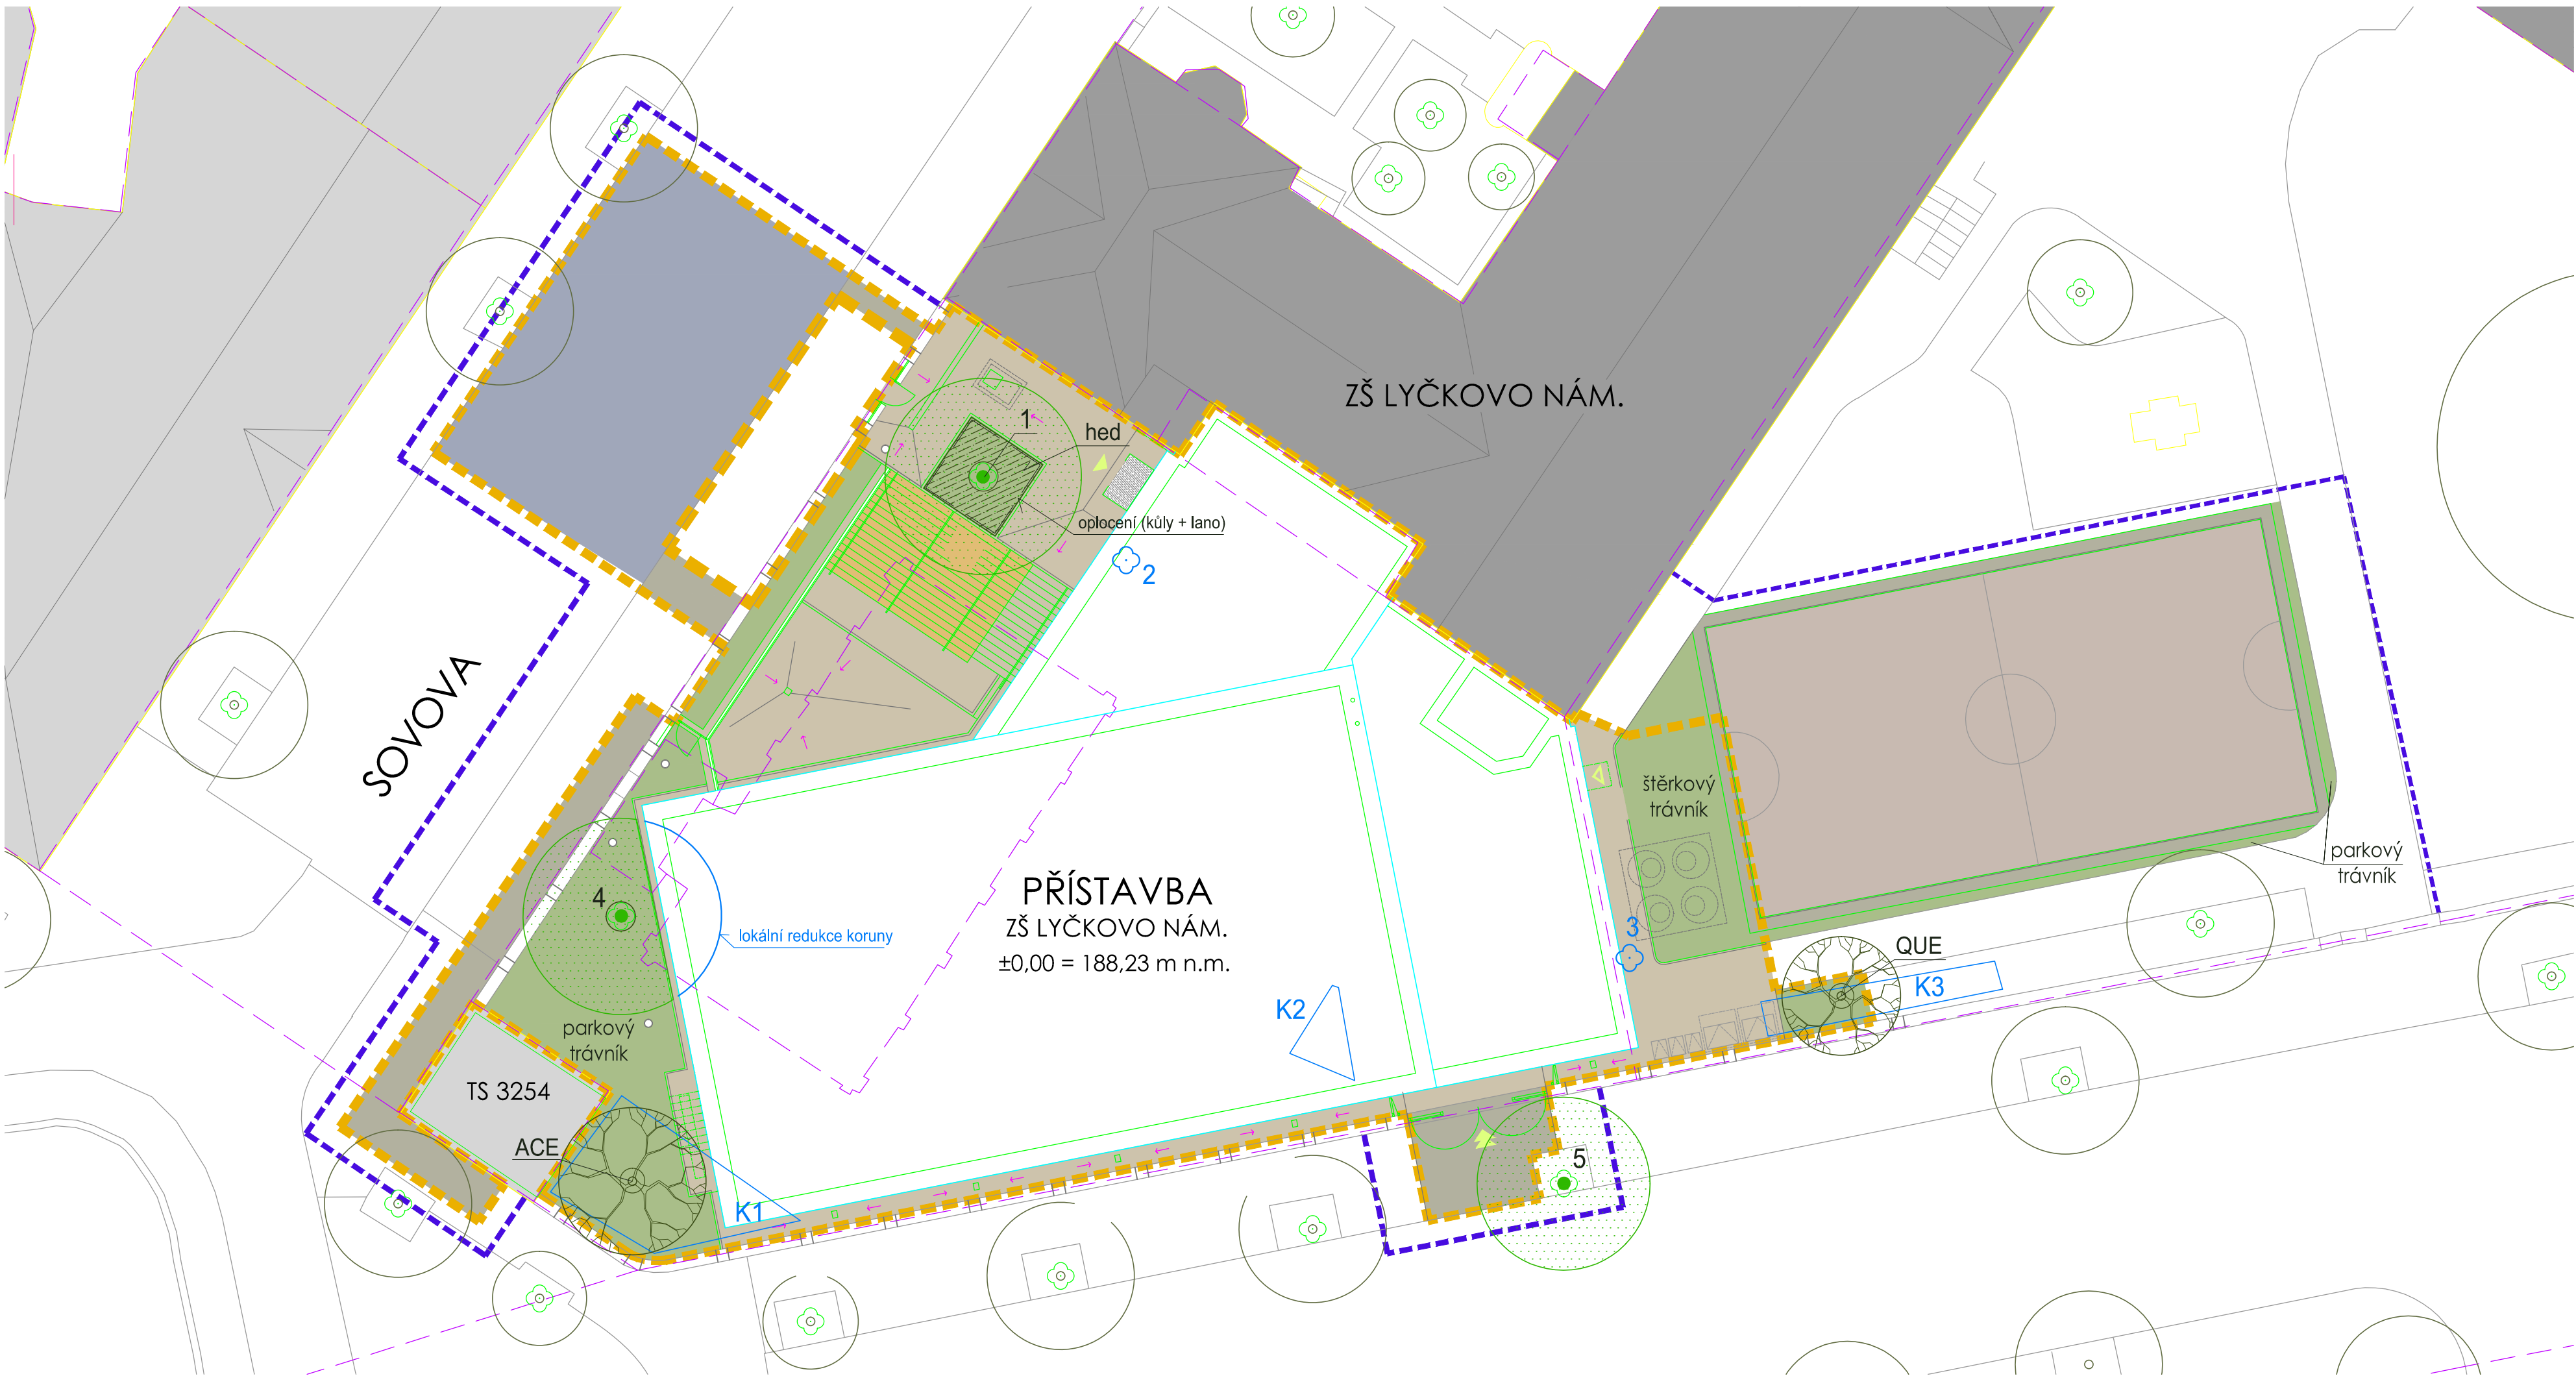 ZŠ LYČKOVO NÁM.
1
hed
oplocení (kůly + lano)
2
SOVOVA
štěrkový
trávník
parkový
trávník
PŘÍSTAVBA
ZŠ LYČKOVO NÁM.
±0,00 = 188,23 m n.m.
4
lokální redukce koruny
3
QUE
K3
K2
parkový
trávník
TS 3254
ACE
K1
5